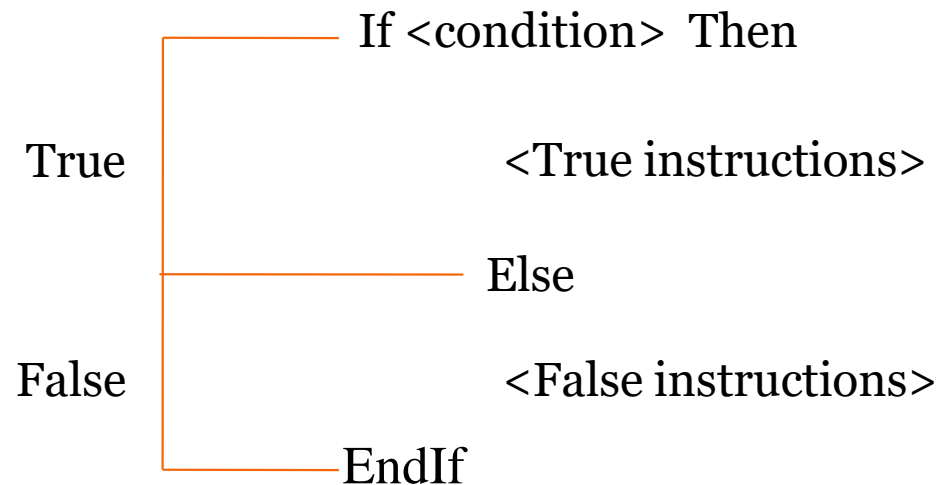 If <condition> Then
True <True instructions>
Else
False <False instructions>
EndIf